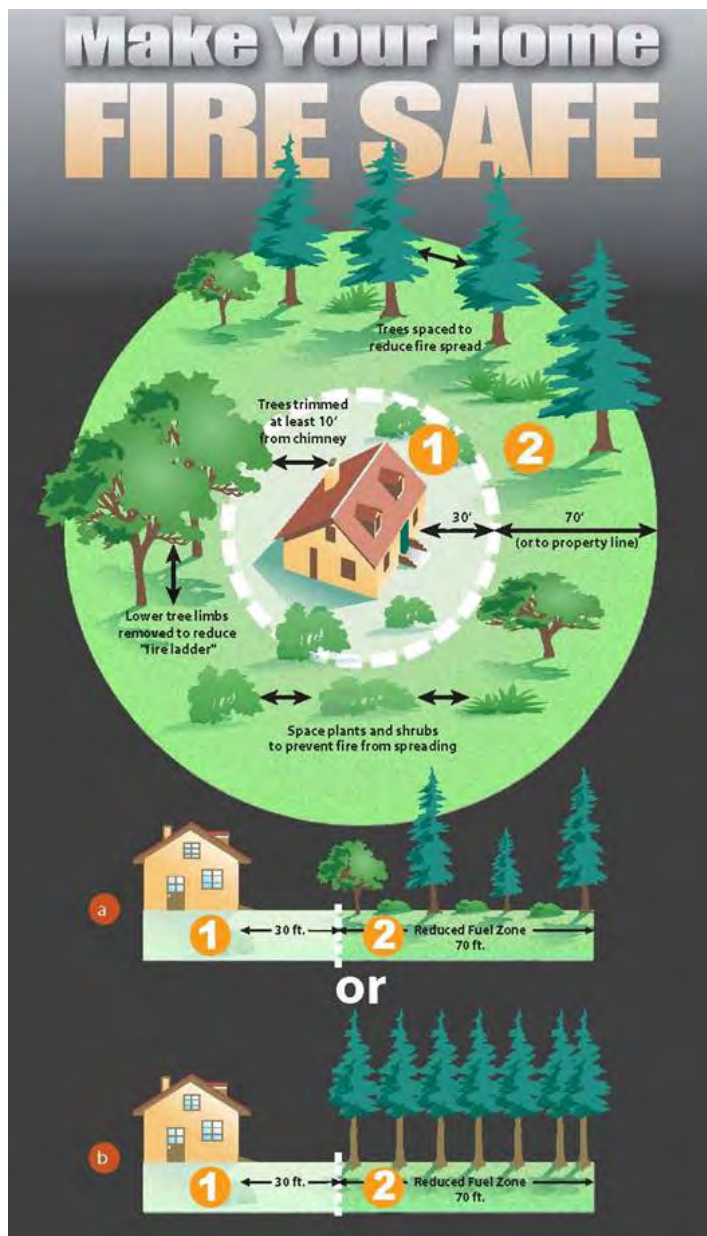 Make Your Home
FIRE SAFE
Trees spaced to
reduce fire spread
Trees trimmed
at least 10'
from chimney
1
2
30'
70'
(or to property line)
Lower tree limbs
removed to reduce
"fire ladder"
Space plants and shrubs
to prevent fire from spreading
a
1
30 ft.
2
Reduced Fuel Zone
70 ft.
or
b
1
30 ft.
2
Reduced Fuel Zone
70 ft.